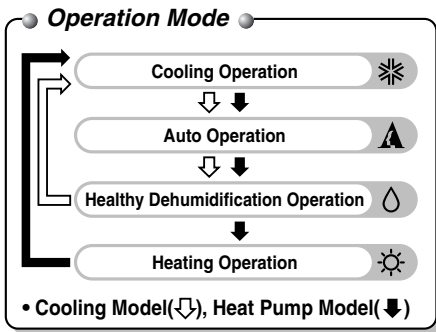 Operation Mode
Cooling Operation
Auto Operation
Healthy Dehumidification Operation
Heating Operation
• Cooling Model(⇩), Heat Pump Model(⬇)